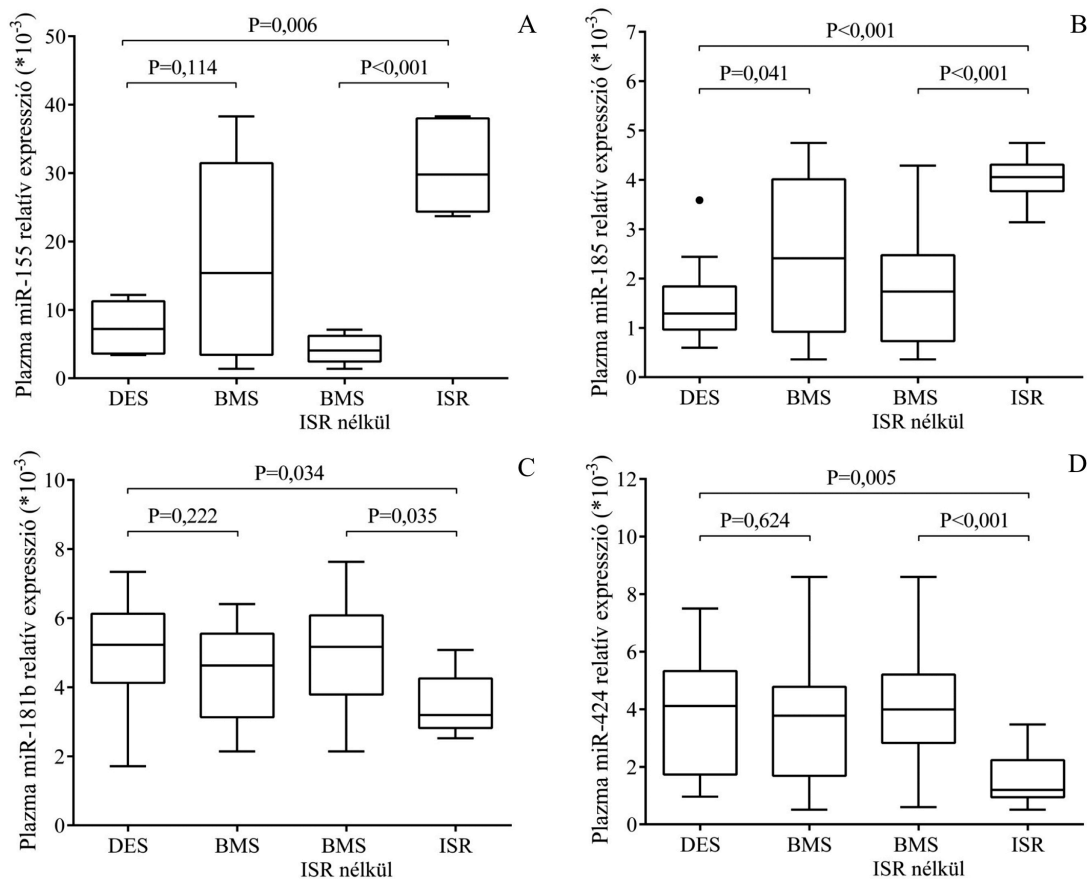 A
Plazma miR-155 relatív expresszió (*10-3)
50
40
30
20
10
0
P=0,006
P=0,114
P<0,001
DES
BMS
BMS
ISR nélkül
ISR
B
Plazma miR-185 relatív expresszió (*10-3)
7
6
5
4
3
2
1
0
P<0,001
P=0,041
P<0,001
DES
BMS
BMS
ISR nélkül
ISR
C
Plazma miR-181b relatív expresszió (*10-3)
10
8
6
4
2
0
P=0,034
P=0,222
P=0,035
DES
BMS
BMS
ISR nélkül
ISR
D
Plazma miR-424 relatív expresszió (*10-3)
12
10
8
6
4
2
0
P=0,005
P=0,624
P<0,001
DES
BMS
BMS
ISR nélkül
ISR